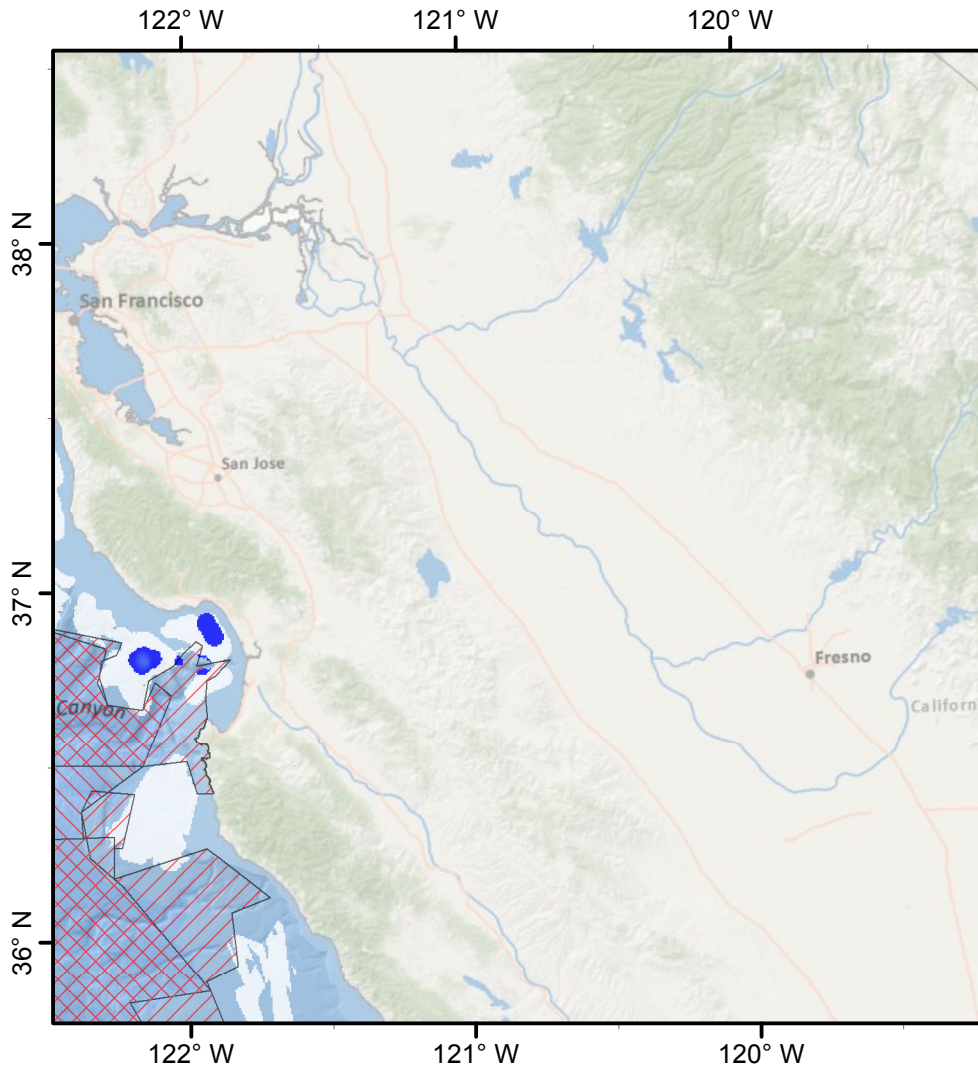 122° W
121° W
120° W
38° N
San Francisco
San Jose
37° N
Fresno
Canyon
Californ
36° N
122° W
121° W
120° W